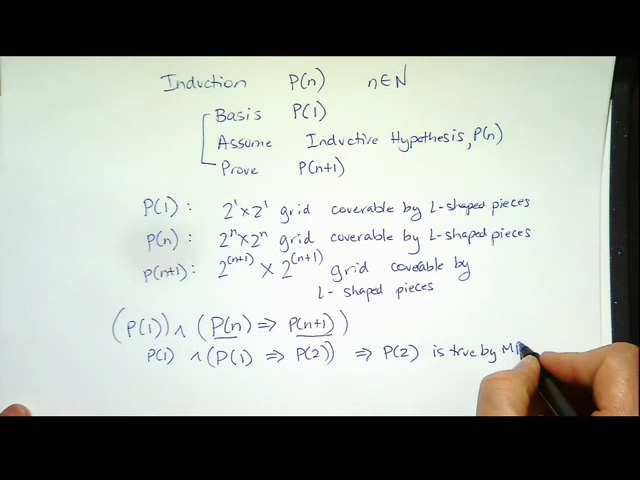 Induction P(n) n∈ℕ
Basis P(1)
Assume Inductive Hypothesis, P(n)
Prove P(n+1)
P(1): 2¹×2¹ grid coverable by L-shaped pieces
P(n): 2ⁿ×2ⁿ grid coverable by L-shaped pieces
P(n+1): 2⁽ⁿ⁺¹⁾ × 2⁽ⁿ⁺¹⁾ grid coverable by
L-shaped pieces
(P(1)) ∧ (P(n) ⇒ P(n+1))
P(1) ∧ (P(1) ⇒ P(2)) ⇒ P(2) is true by MP